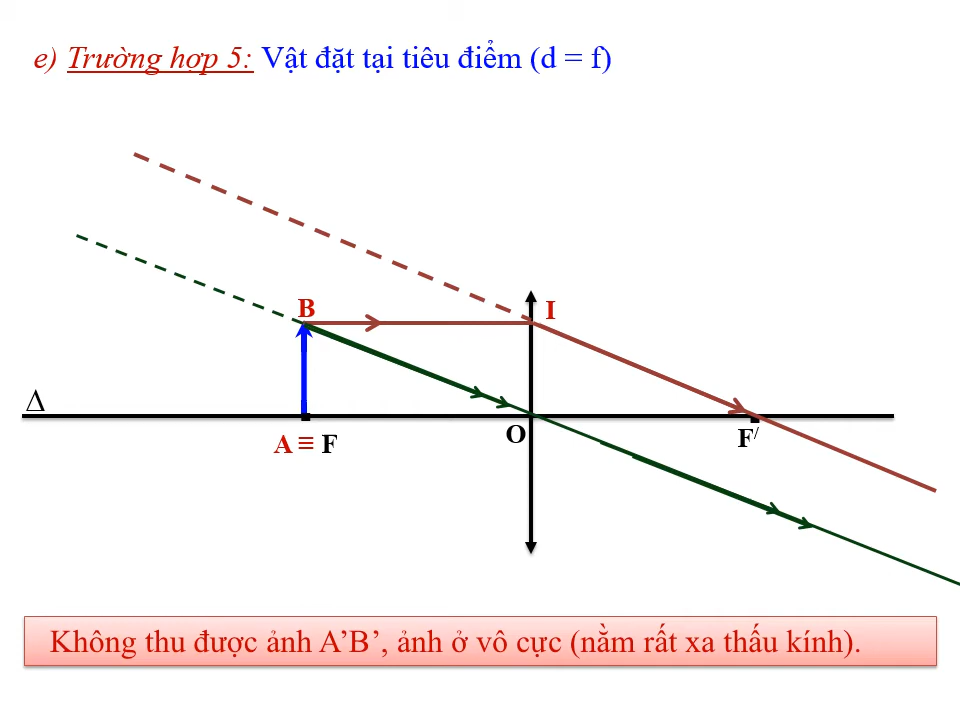 e) Trường hợp 5: Vật đặt tại tiêu điểm (d = f)
B
I
Δ
A ≡ F
O
F/
Không thu được ảnh A’B’, ảnh ở vô cực (nằm rất xa thấu kính).